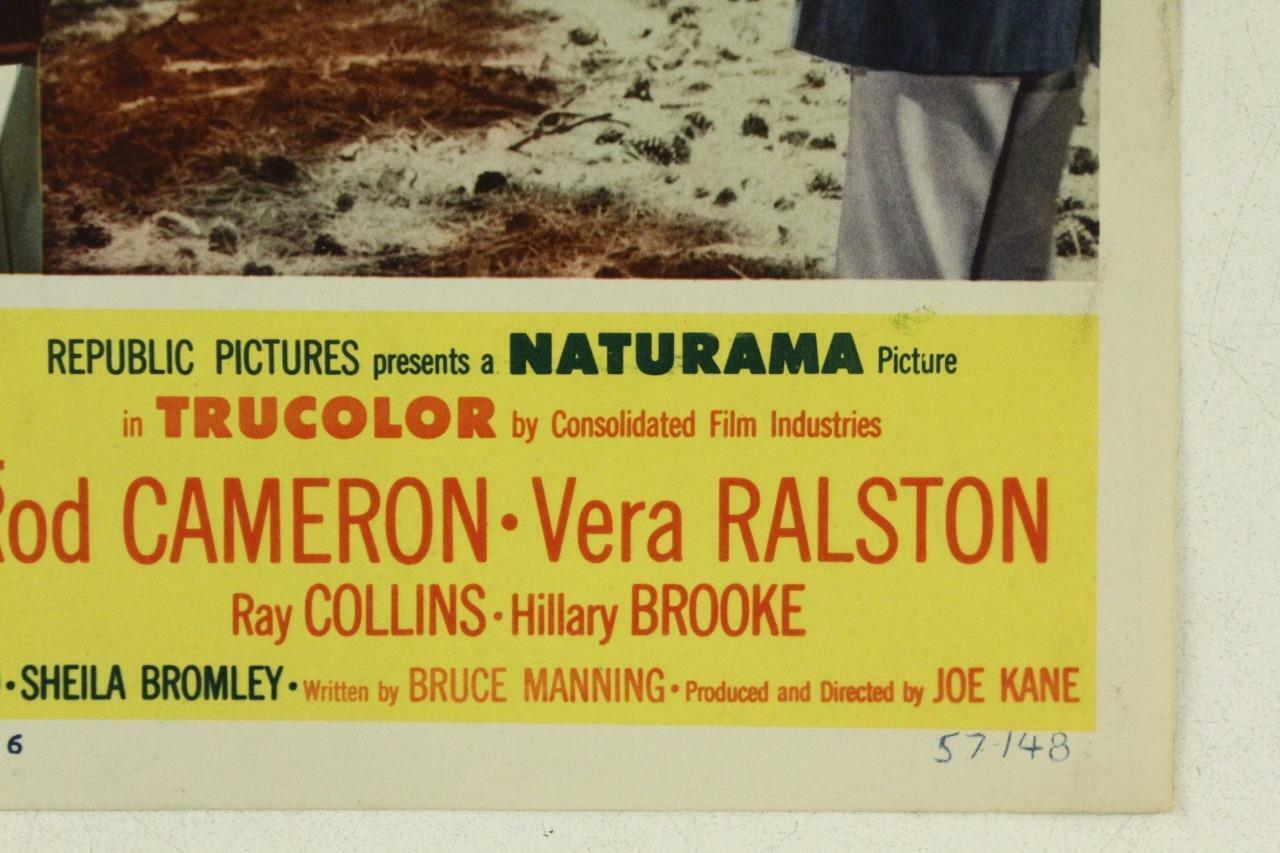 REPUBLIC PICTURES presents a NATURAMA Picture
in TRUCOLOR by Consolidated Film Industries
Rod CAMERON • Vera RALSTON
Ray COLLINS • Hillary BROOKE
• SHEILA BROMLEY • Written by BRUCE MANNING • Produced and Directed by JOE KANE
6
57/148